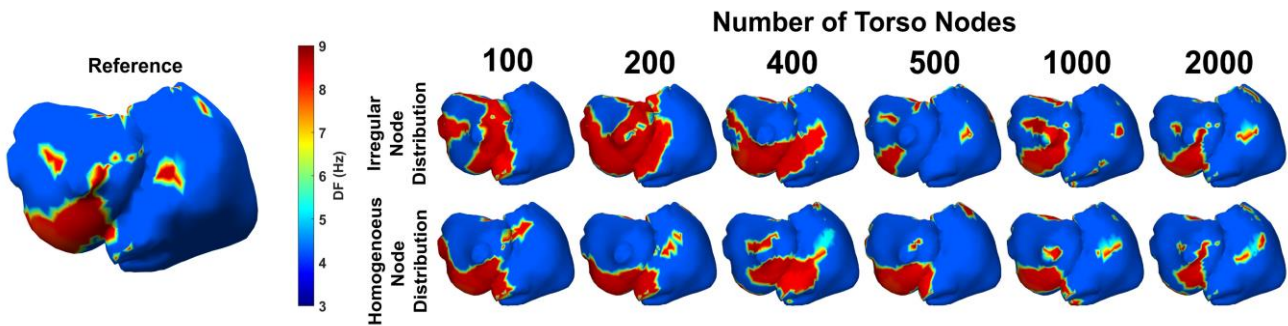 Number of Torso Nodes
Reference
9
8
7
6
5
4
3
DF (Hz)
100 200 400 500 1000 2000
Irregular
Node
Distribution
Homogenoeus
Node
Distribution